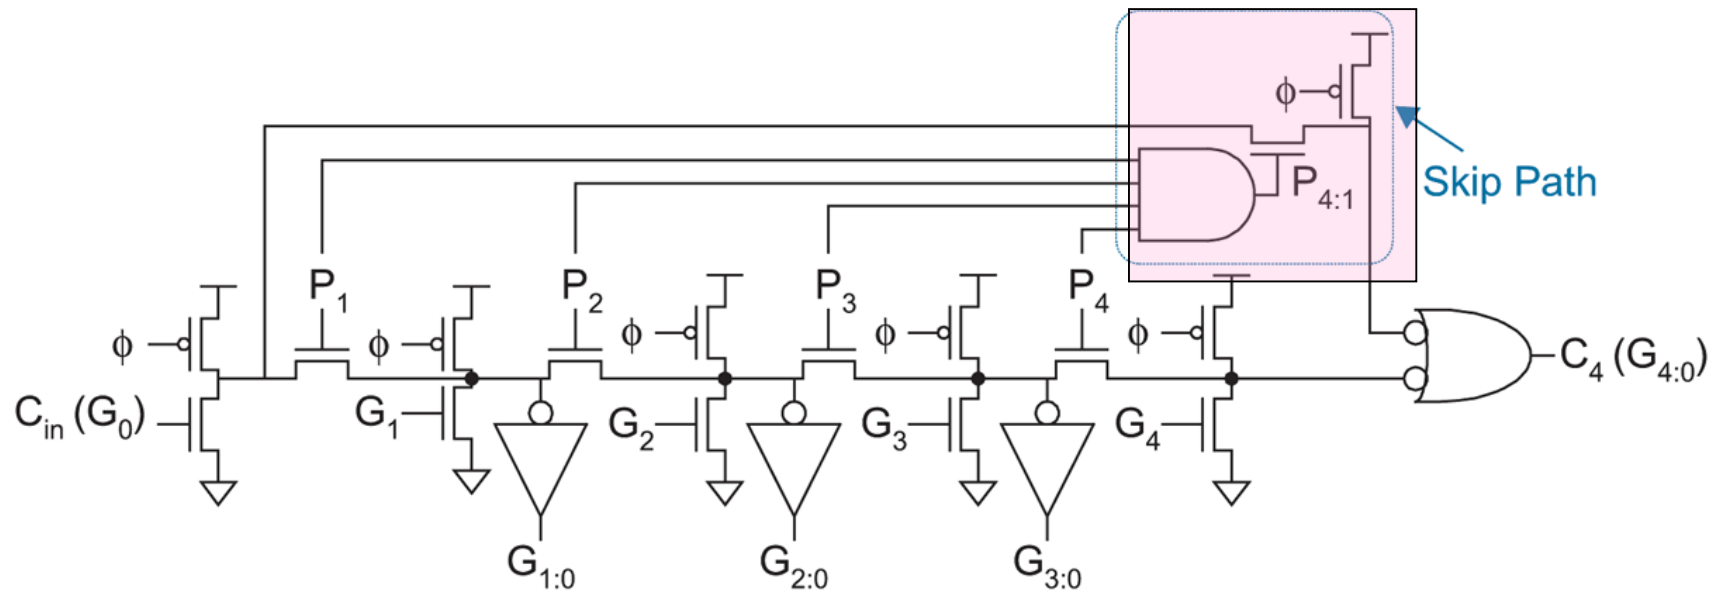 ϕ
Skip Path
P4:1
P1
P2
P3
P4
ϕ
ϕ
ϕ
ϕ
ϕ
C4 (G4:0)
Cin (G0)
G1
G2
G3
G4
G1:0
G2:0
G3:0